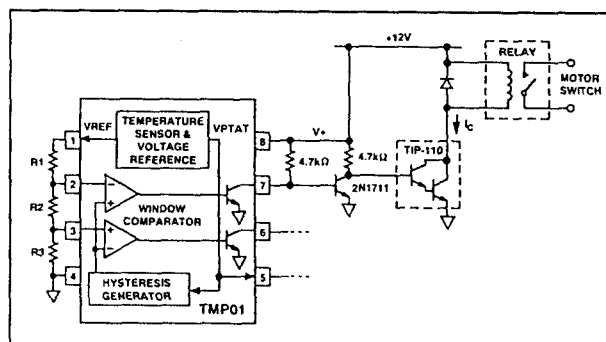 +12V
RELAY
MOTOR
SWITCH
I_C
TIP-110
V+
4.7kΩ
4.7kΩ
2N1711
1
VREF
TEMPERATURE
SENSOR &
VOLTAGE
REFERENCE
VPTAT
8
R1
2
7
R2
WINDOW
COMPARATOR
3
6
R3
4
HYSTERESIS
GENERATOR
5
TMP01